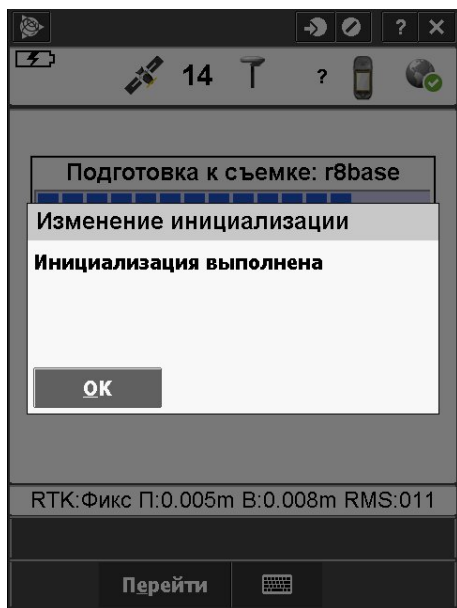 ? ×
14 ?
Подготовка к съемке: r8base
Изменение инициализации
Инициализация выполнена
OK
RTK:Фикс П:0.005m В:0.008m RMS:011
Перейти